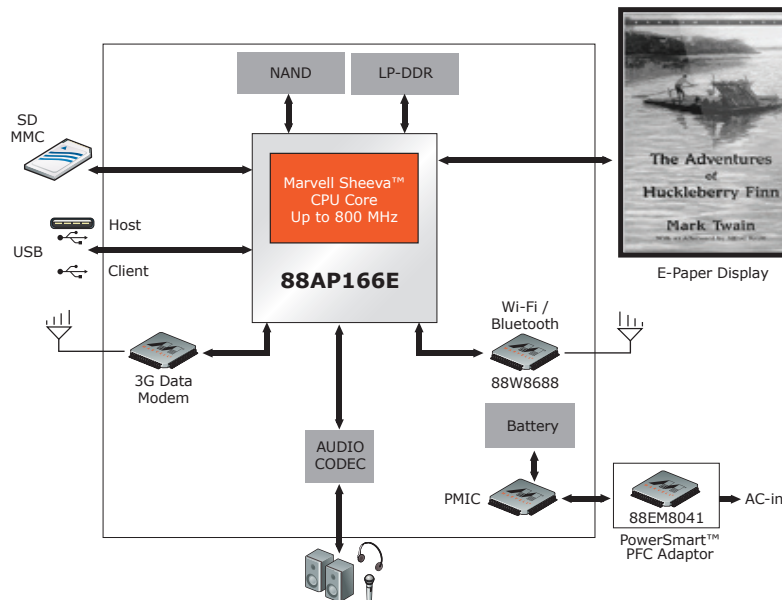 NAND
LP-DDR
SD
MMC
Marvell Sheeva™
CPU Core
Up to 800 MHz
88AP166E
Host
USB
Client
The Adventures
of
Huckleberry Finn
Mark Twain
E-Paper Display
Wi-Fi /
Bluetooth
88W8688
3G Data
Modem
AUDIO
CODEC
Battery
PMIC
88EM8041
AC-in
PowerSmart™
PFC Adaptor